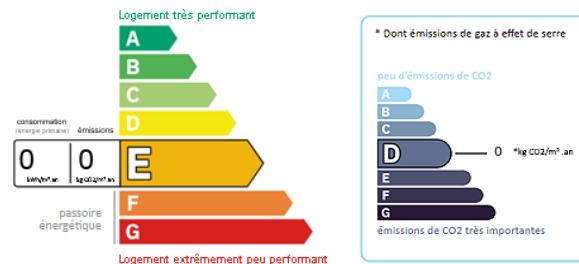 Logement très performant
A
B
C
D
consommation
(énergie primaire)
émissions
0
kWh/m².an
0
kg CO2/m².an
E
passoire
énergétique
F
G
Logement extrêmement peu performant
* Dont émissions de gaz à effet de serre
peu d'émissions de CO2
A
B
C
D
0 *kg CO2/m².an
E
F
G
émissions de CO2 très importantes